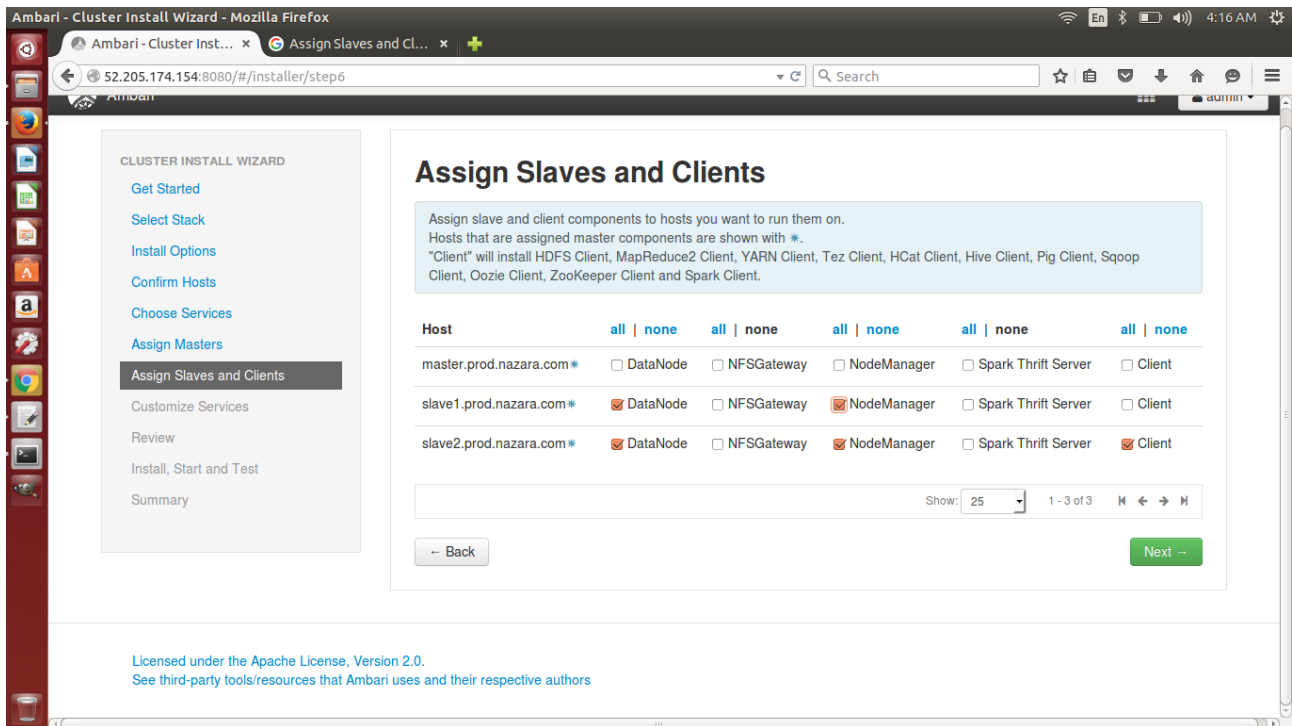 Ambari - Cluster Install Wizard - Mozilla Firefox
En
4:16 AM
Ambari - Cluster Inst... ×
Assign Slaves and Cl... ×
52.205.174.154:8080/#/installer/step6
Search
Ambari
admin
CLUSTER INSTALL WIZARD
Get Started
Select Stack
Install Options
Confirm Hosts
Choose Services
Assign Masters
Assign Slaves and Clients
Customize Services
Review
Install, Start and Test
Summary
Assign Slaves and Clients
Assign slave and client components to hosts you want to run them on.
Hosts that are assigned master components are shown with ✳.
"Client" will install HDFS Client, MapReduce2 Client, YARN Client, Tez Client, HCat Client, Hive Client, Pig Client, Sqoop
Client, Oozie Client, ZooKeeper Client and Spark Client.
Host all | none all | none all | none all | none all | none
master.prod.nazara.com✳ DataNode NFSGateway NodeManager Spark Thrift Server Client
slave1.prod.nazara.com✳ DataNode NFSGateway NodeManager Spark Thrift Server Client
slave2.prod.nazara.com✳ DataNode NFSGateway NodeManager Spark Thrift Server Client
Show: 25 1 - 3 of 3
← Back
Next →
Licensed under the Apache License, Version 2.0.
See third-party tools/resources that Ambari uses and their respective authors